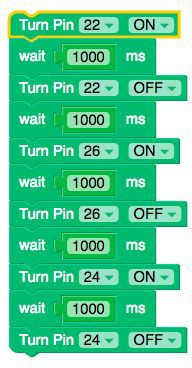 Turn Pin 22 ON
wait 1000 ms
Turn Pin 22 OFF
wait 1000 ms
Turn Pin 26 ON
wait 1000 ms
Turn Pin 26 OFF
wait 1000 ms
Turn Pin 24 ON
wait 1000 ms
Turn Pin 24 OFF